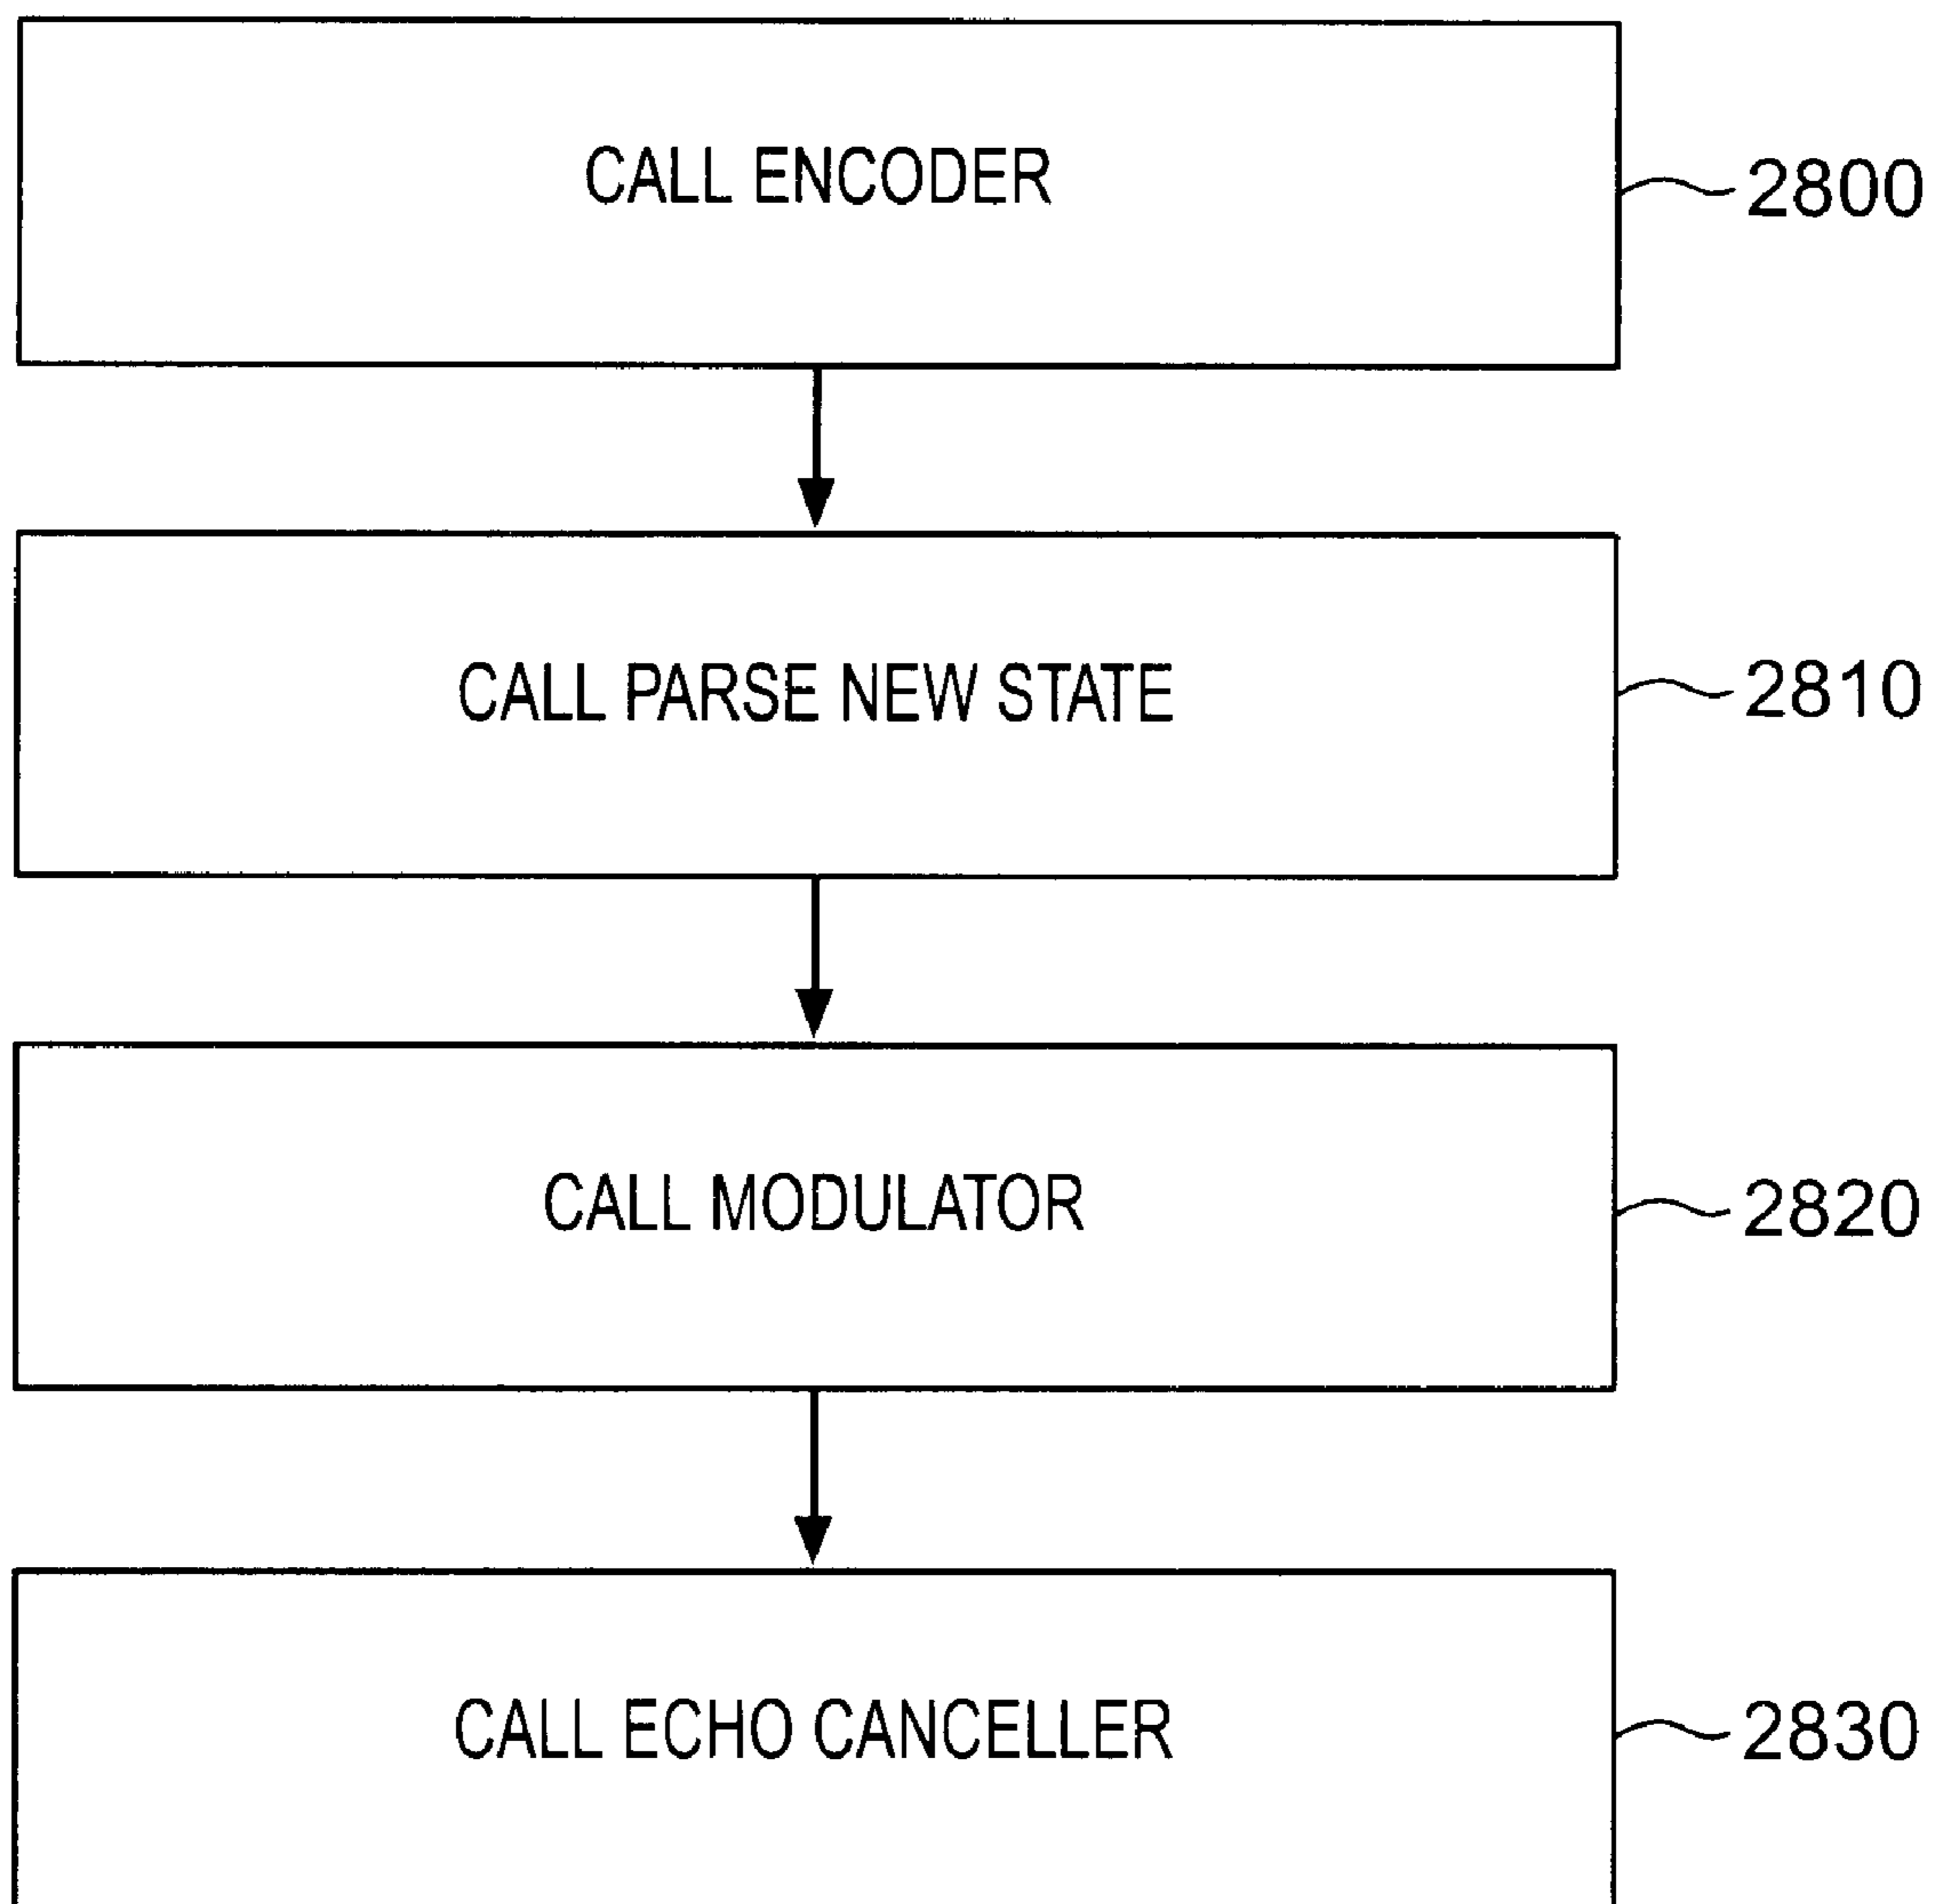 CALL ENCODER
2800
CALL PARSE NEW STATE
2810
CALL MODULATOR
2820
CALL ECHO CANCELLER
2830